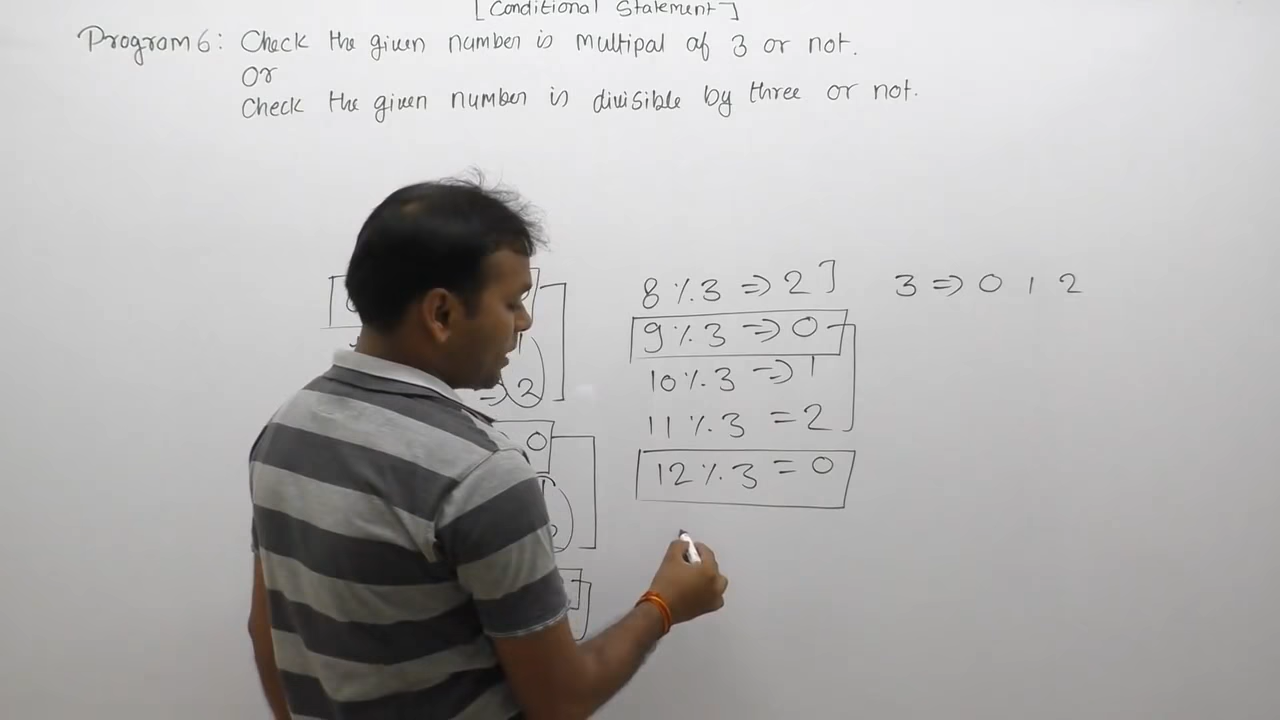 [Conditional Statement]
Program 6: Check the given number is multipal of 3 or not.
Or
Check the given number is divisible by three or not.
8 % 3 => 2]
3 => 0 1 2
9 % 3 => 0
10 % 3 => 1
11 % 3 = 2
12 % 3 = 0
=> 2
0